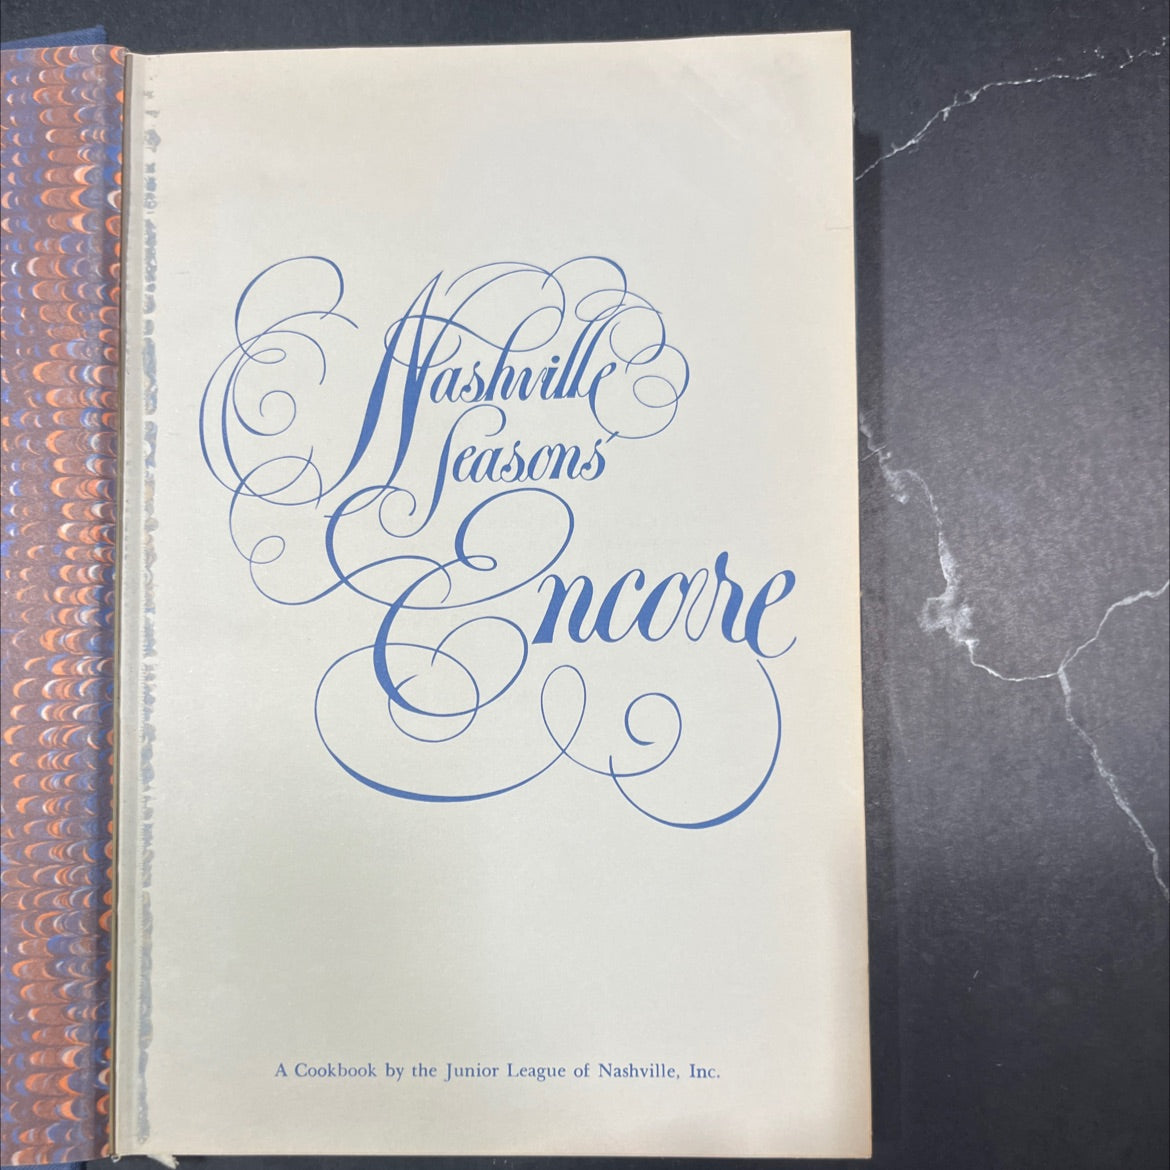 Nashville
Seasons'
Encore
A Cookbook by the Junior League of Nashville, Inc.